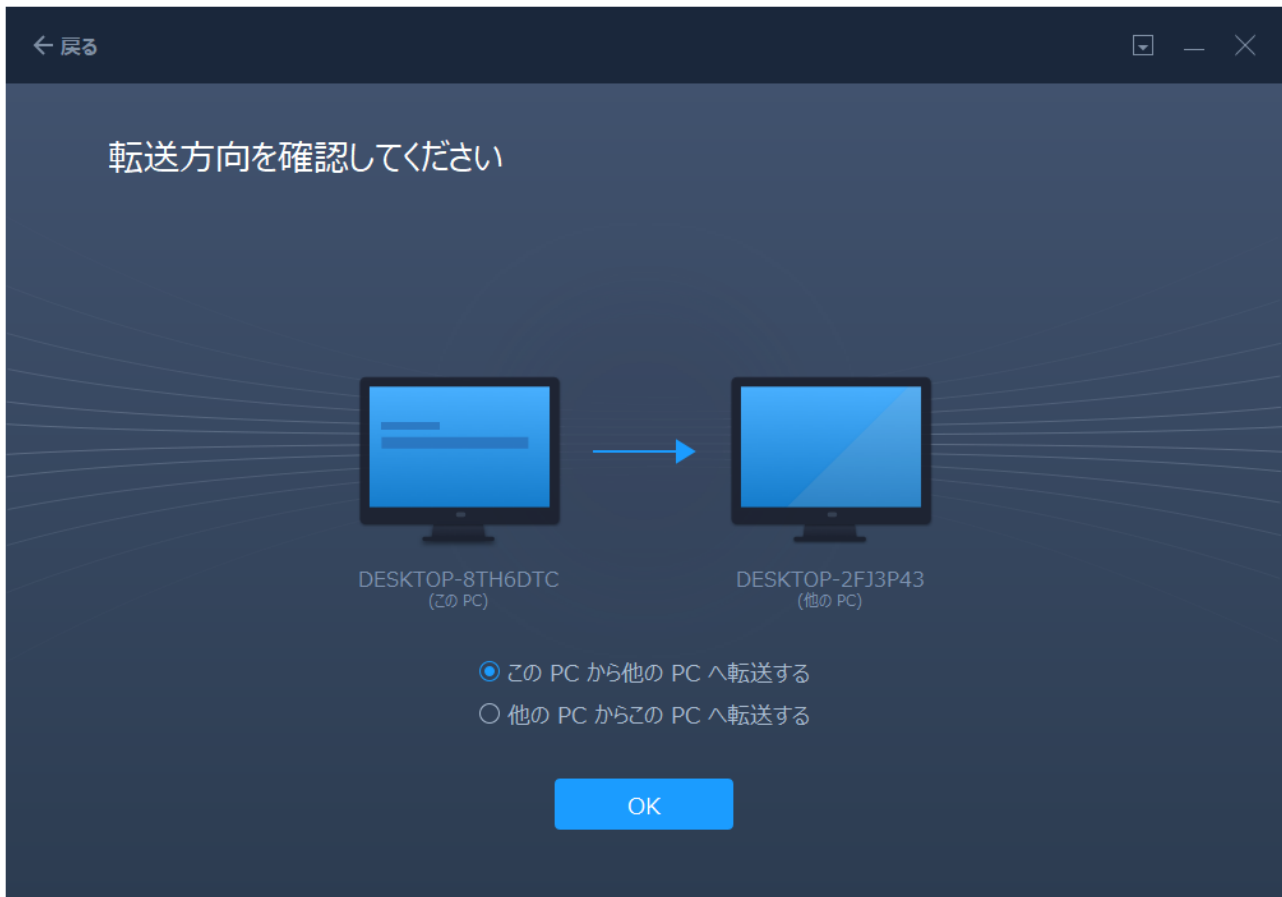 戻る
転送方向を確認してください
DESKTOP-8TH6DTC
(この PC)
DESKTOP-2FJ3P43
(他の PC)
この PC から他の PC へ転送する
他の PC からこの PC へ転送する
OK